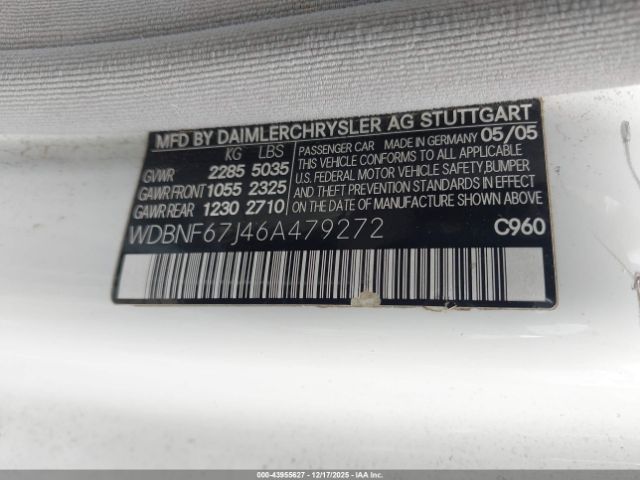 MFD BY DAIMLERCHRYSLER AG STUTTGART
KG LBS
GVWR 2285 5035
GAWR FRONT 1055 2325
GAWR REAR 1230 2710
PASSENGER CAR MADE IN GERMANY 05/05
THIS VEHICLE CONFORMS TO ALL APPLICABLE
U.S. FEDERAL MOTOR VEHICLE SAFETY, BUMPER
AND THEFT PREVENTION STANDARDS IN EFFECT
ON THE DATE OF MANUFACTURE SHOWN ABOVE
WDBNF67J46A479272 C960
000-43955627 - 12/17/2025 - IAAI.COM